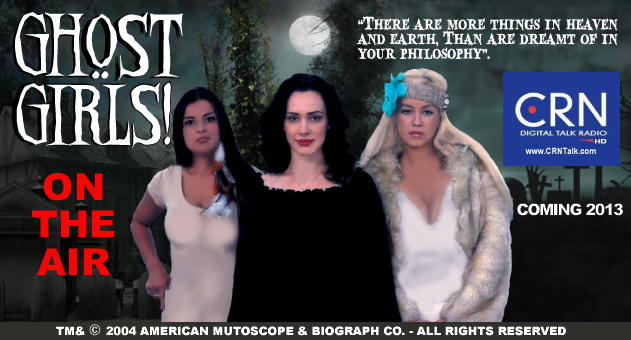 GHOST
GIRLS!
"THERE ARE MORE THINGS IN HEAVEN
AND EARTH, THAN ARE DREAMT OF IN
YOUR PHILOSOPHY".
CRN
DIGITAL TALK RADIO
HD
www.CRNTalk.com
ON
THE
AIR
COMING 2013
TM& © 2004 AMERICAN MUTOSCOPE & BIOGRAPH CO. - ALL RIGHTS RESERVED